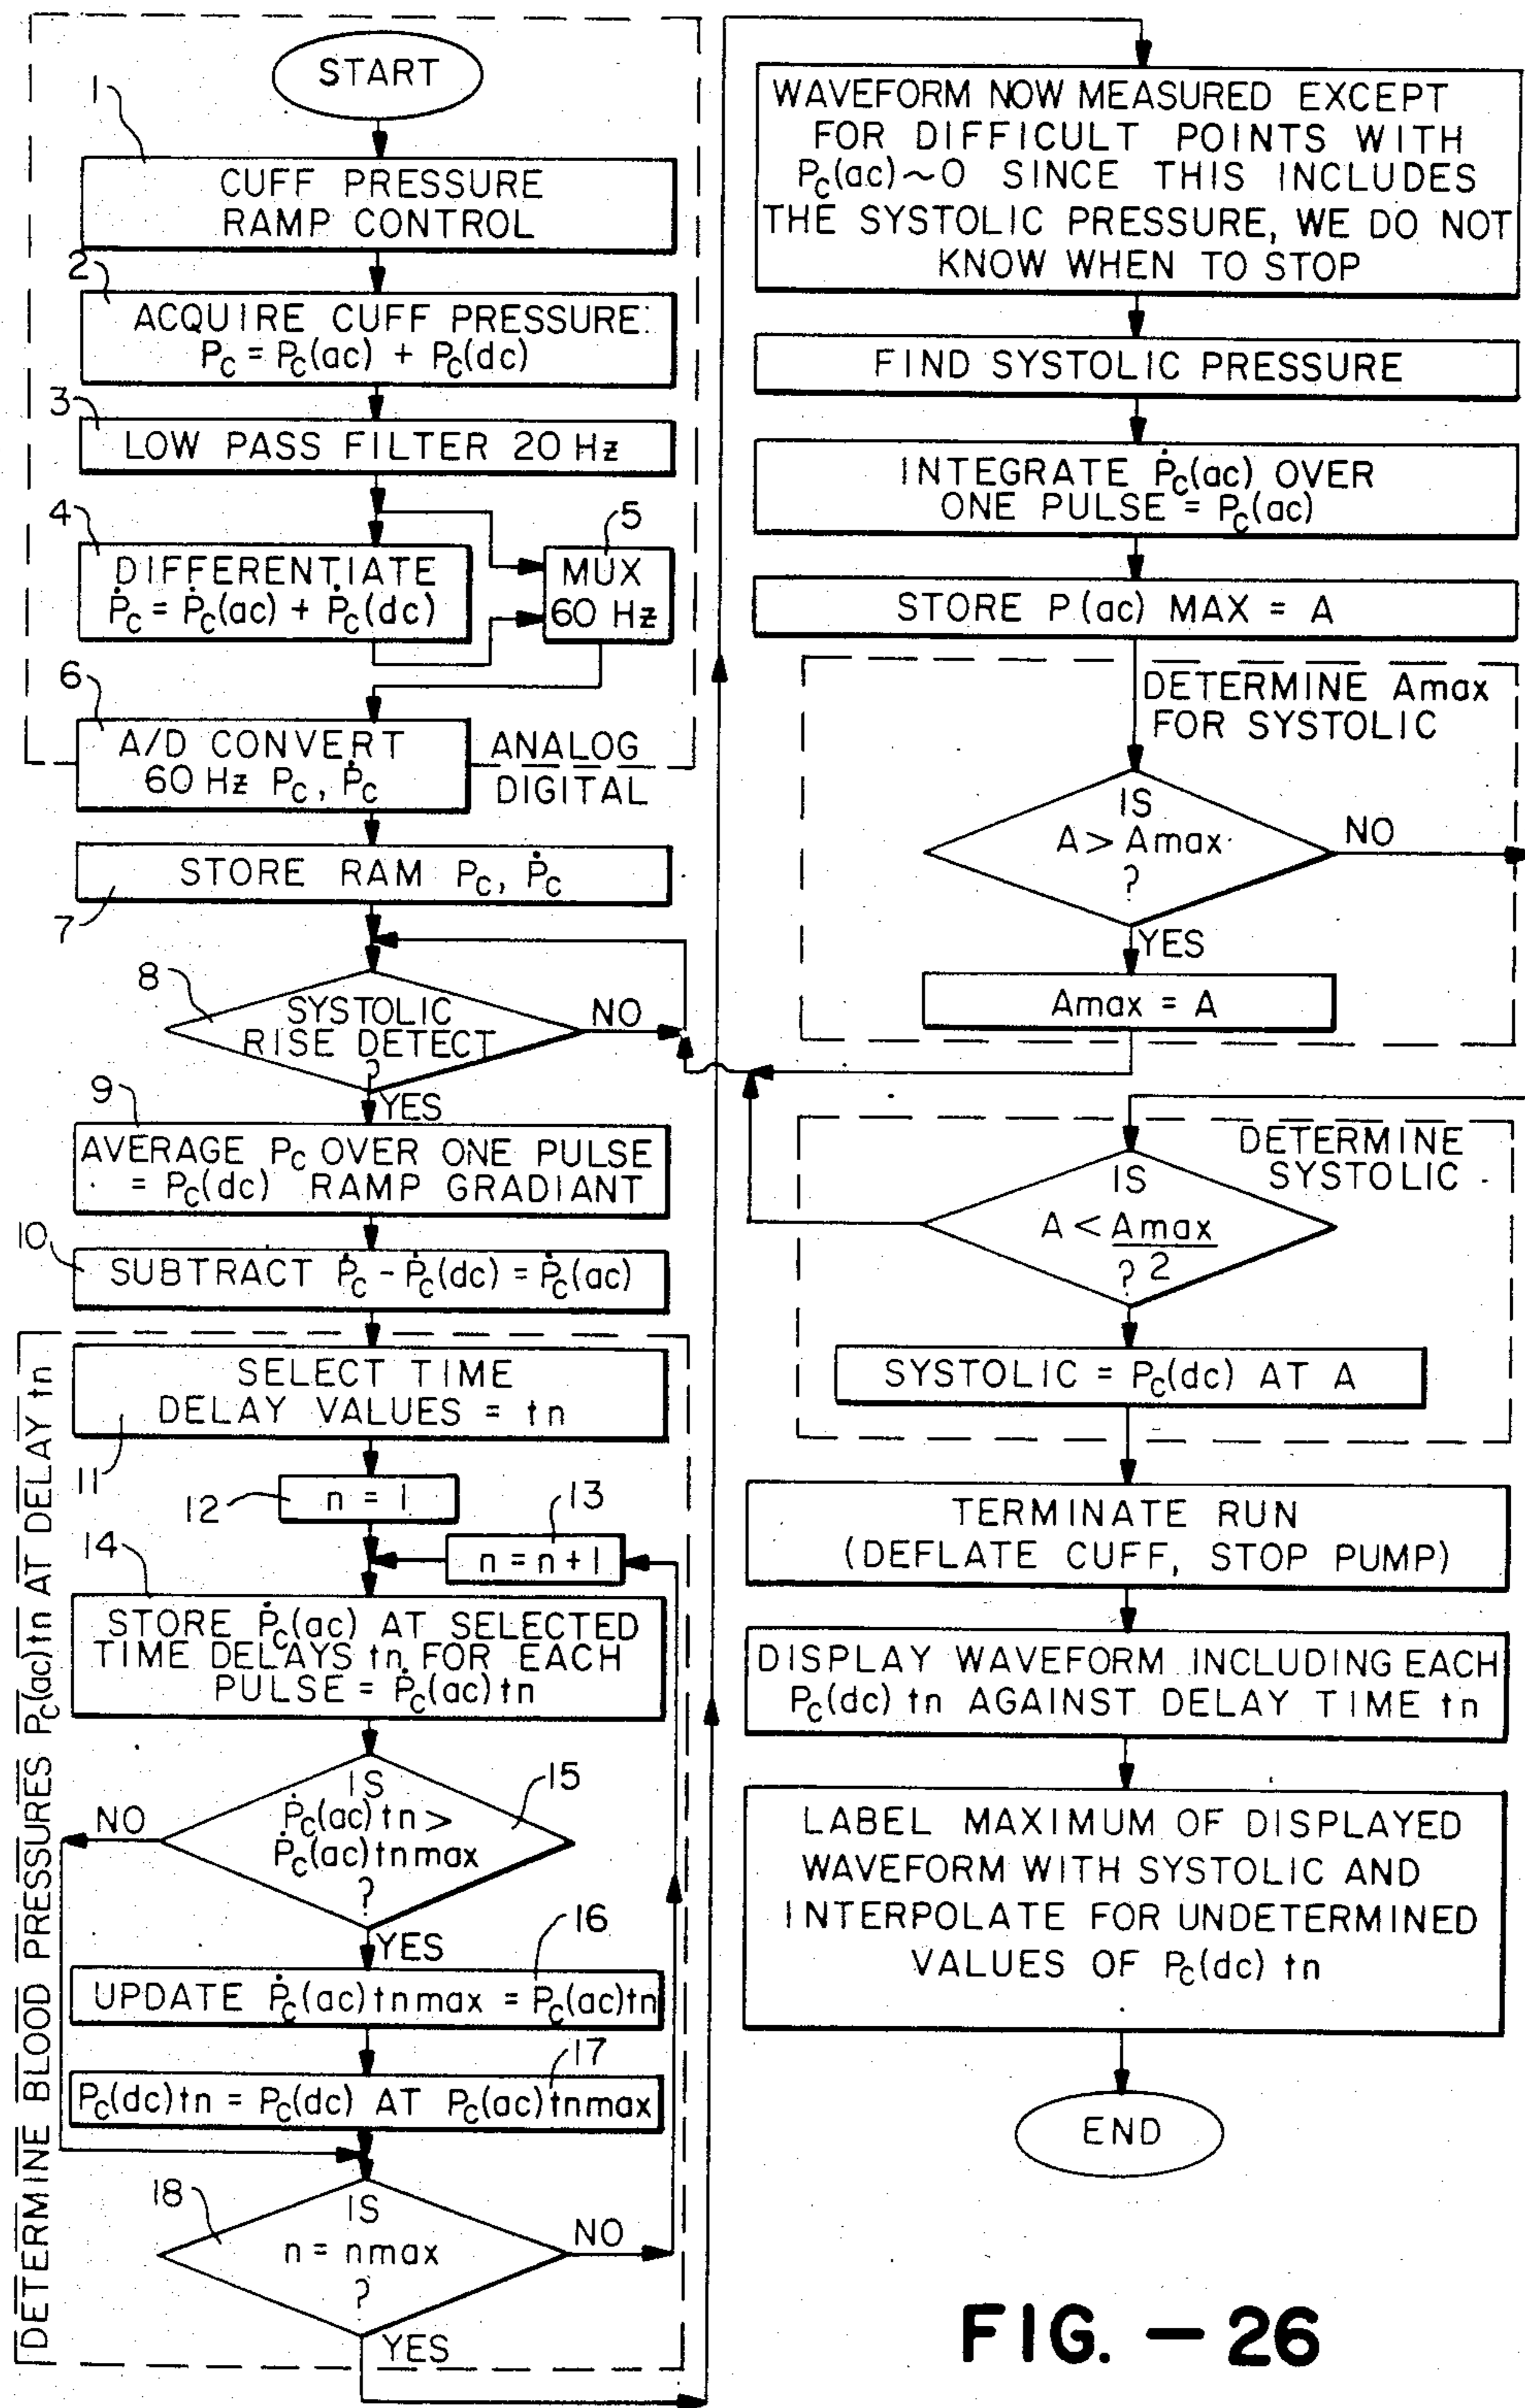 START
1
CUFF PRESSURE
RAMP CONTROL
2
ACQUIRE CUFF PRESSURE:
Pc = Pc(ac) + Pc(dc)
3
LOW PASS FILTER 20 Hz
4
DIFFERENTIATE
Ṗc = Ṗc(ac) + Ṗc(dc)
5
MUX
60 Hz
6
A/D CONVERT
60 Hz Pc, Ṗc
ANALOG
DIGITAL
STORE RAM Pc, Ṗc
7
8
SYSTOLIC
RISE DETECT
?
NO
YES
9
AVERAGE Pc OVER ONE PULSE
= Pc(dc) RAMP GRADIANT
10
SUBTRACT Ṗc - Ṗc(dc) = Ṗc(ac)
DETERMINE BLOOD PRESSURES Pc(ac)tn AT DELAY tn
SELECT TIME
DELAY VALUES = tn
11
12
n = 1
13
n = n + 1
14
STORE Ṗc(ac) AT SELECTED
TIME DELAYS tn FOR EACH
PULSE = Ṗc(ac)tn
15
IS
Ṗc(ac)tn >
Ṗc(ac)tnmax
?
NO
YES
16
UPDATE Ṗc(ac)tnmax = Pc(ac)tn
17
Pc(dc)tn = Pc(dc) AT Pc(ac)tnmax
18
IS
n = nmax
?
NO
YES
WAVEFORM NOW MEASURED EXCEPT
FOR DIFFICULT POINTS WITH
Pc(ac)~0 SINCE THIS INCLUDES
THE SYSTOLIC PRESSURE, WE DO NOT
KNOW WHEN TO STOP
FIND SYSTOLIC PRESSURE
INTEGRATE Ṗc(ac) OVER
ONE PULSE = Pc(ac)
STORE P(ac) MAX = A
DETERMINE Amax
FOR SYSTOLIC
IS
A > Amax
?
NO
YES
Amax = A
DETERMINE
SYSTOLIC
IS
A < Amax
? 2
SYSTOLIC = Pc(dc) AT A
TERMINATE RUN
(DEFLATE CUFF, STOP PUMP)
DISPLAY WAVEFORM INCLUDING EACH
Pc(dc) tn AGAINST DELAY TIME tn
LABEL MAXIMUM OF DISPLAYED
WAVEFORM WITH SYSTOLIC AND
INTERPOLATE FOR UNDETERMINED
VALUES OF Pc(dc) tn
END
FIG. – 26